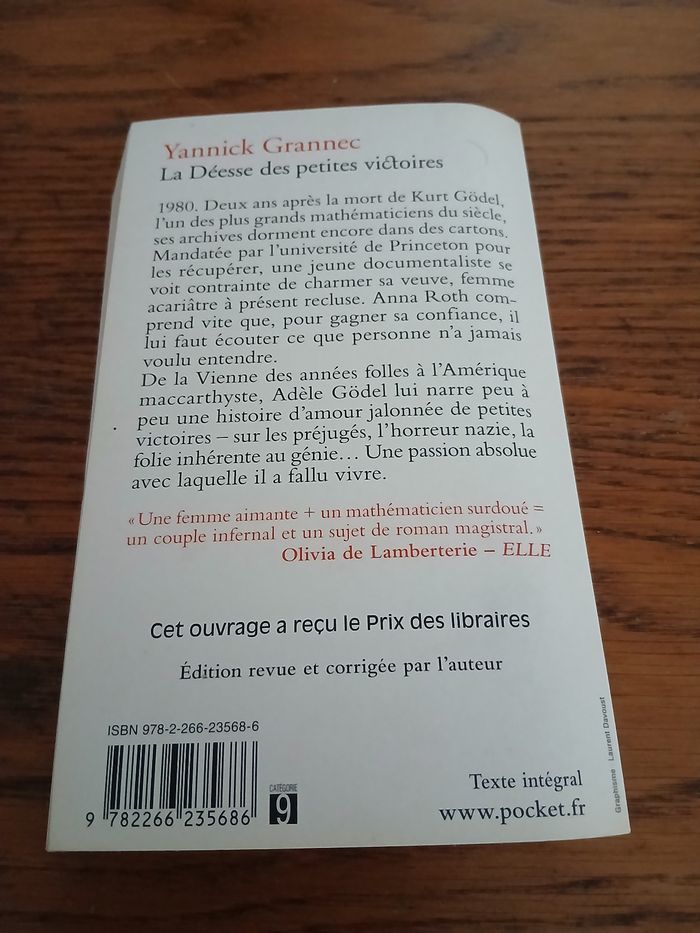 Yannick Grannec
La Déesse des petites victoires
1980. Deux ans après la mort de Kurt Gödel,
l'un des plus grands mathématiciens du siècle,
ses archives dorment encore dans des cartons.
Mandatée par l'université de Princeton pour
les récupérer, une jeune documentaliste se
voit contrainte de charmer sa veuve, femme
acariâtre à présent recluse. Anna Roth com-
prend vite que, pour gagner sa confiance, il
lui faut écouter ce que personne n'a jamais
voulu entendre.
De la Vienne des années folles à l'Amérique
maccarthyste, Adèle Gödel lui narre peu à
peu une histoire d'amour jalonnée de petites
victoires – sur les préjugés, l'horreur nazie, la
folie inhérente au génie… Une passion absolue
avec laquelle il a fallu vivre.
« Une femme aimante + un mathématicien surdoué =
un couple infernal et un sujet de roman magistral. »
Olivia de Lamberterie – ELLE
Cet ouvrage a reçu le Prix des libraires
Édition revue et corrigée par l'auteur
ISBN 978-2-266-23568-6
9 782266 235686
CATÉGORIE
9
Texte intégral
www.pocket.fr
Graphisme Laurent Davoust